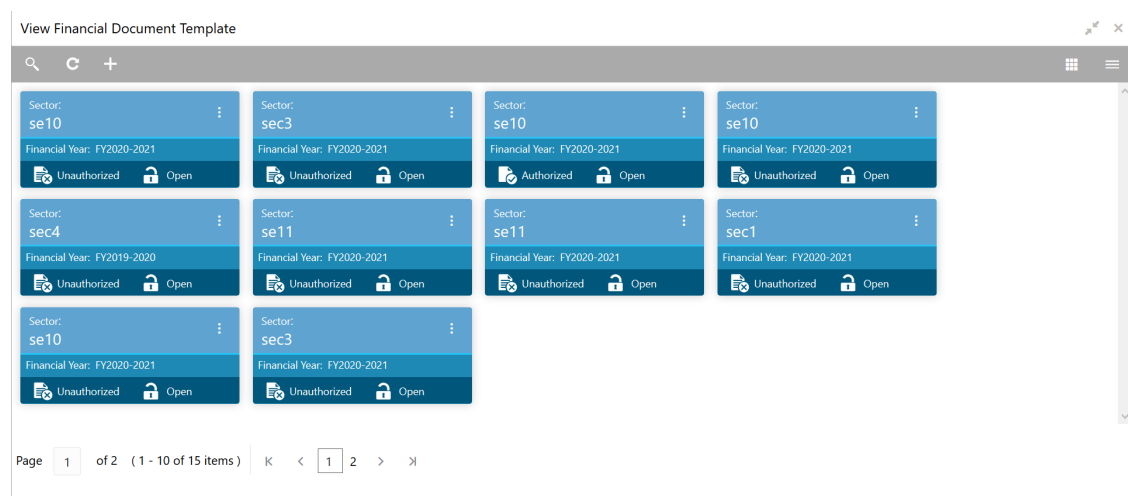 View Financial Document Template
Sector:
se10
Financial Year: FY2020-2021
Unauthorized Open
Sector:
sec3
Financial Year: FY2020-2021
Unauthorized Open
Sector:
se10
Financial Year: FY2020-2021
Authorized Open
Sector:
se10
Financial Year: FY2020-2021
Unauthorized Open
Sector:
sec4
Financial Year: FY2019-2020
Unauthorized Open
Sector:
se11
Financial Year: FY2020-2021
Unauthorized Open
Sector:
se11
Financial Year: FY2020-2021
Unauthorized Open
Sector:
sec1
Financial Year: FY2020-2021
Unauthorized Open
Sector:
se10
Financial Year: FY2020-2021
Unauthorized Open
Sector:
sec3
Financial Year: FY2020-2021
Unauthorized Open
Page 1 of 2 ( 1 - 10 of 15 items ) 1 2